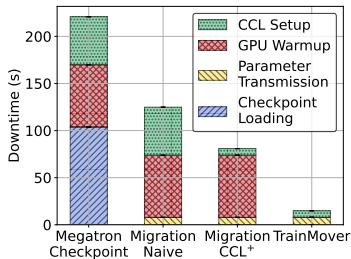 Downtime (s)
200
150
100
50
0
CCL Setup
GPU Warmup
Parameter
Transmission
Checkpoint
Loading
Megatron
Checkpoint
Migration
Naive
Migration
CCL⁺
TrainMover